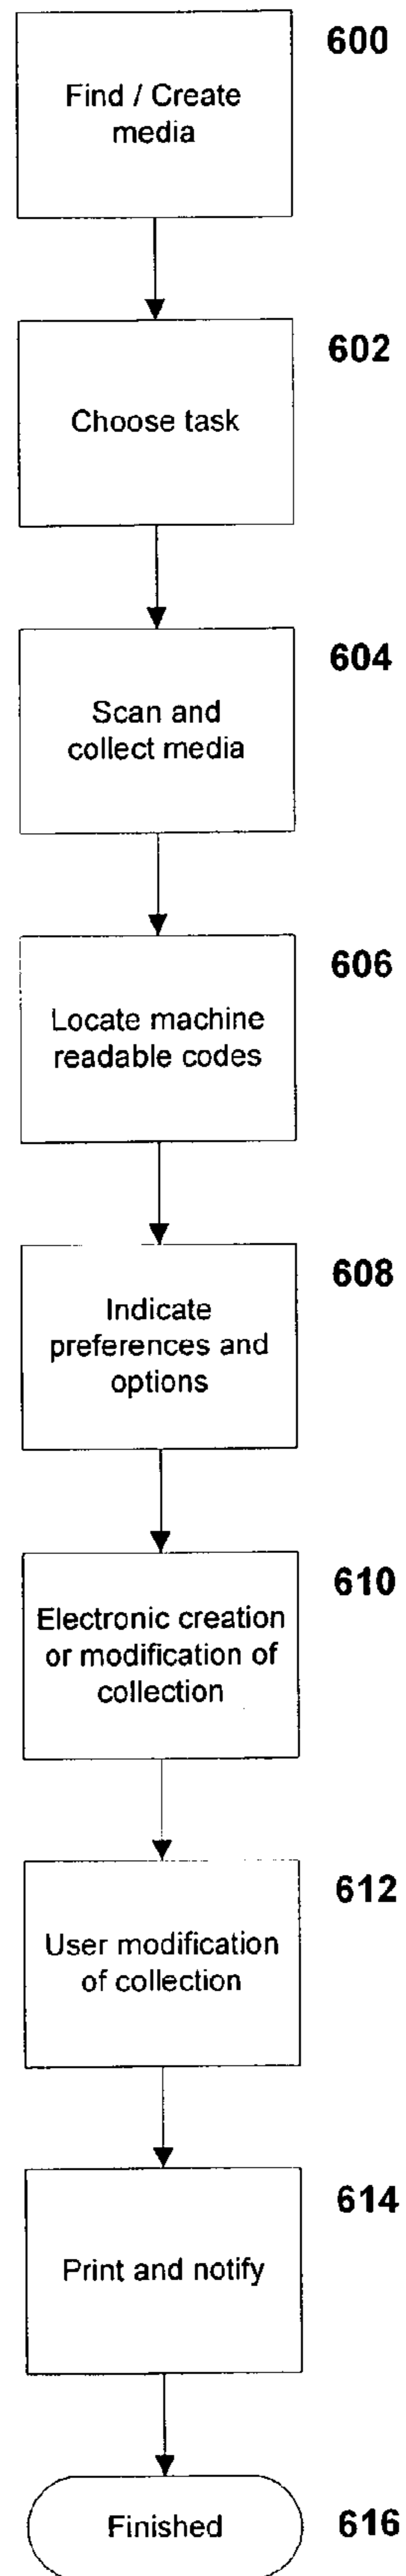 600
Find / Create
media
602
Choose task
604
Scan and
collect media
606
Locate machine
readable codes
608
Indicate
preferences and
options
610
Electronic creation
or modification of
collection
612
User modification
of collection
614
Print and notify
Finished
616